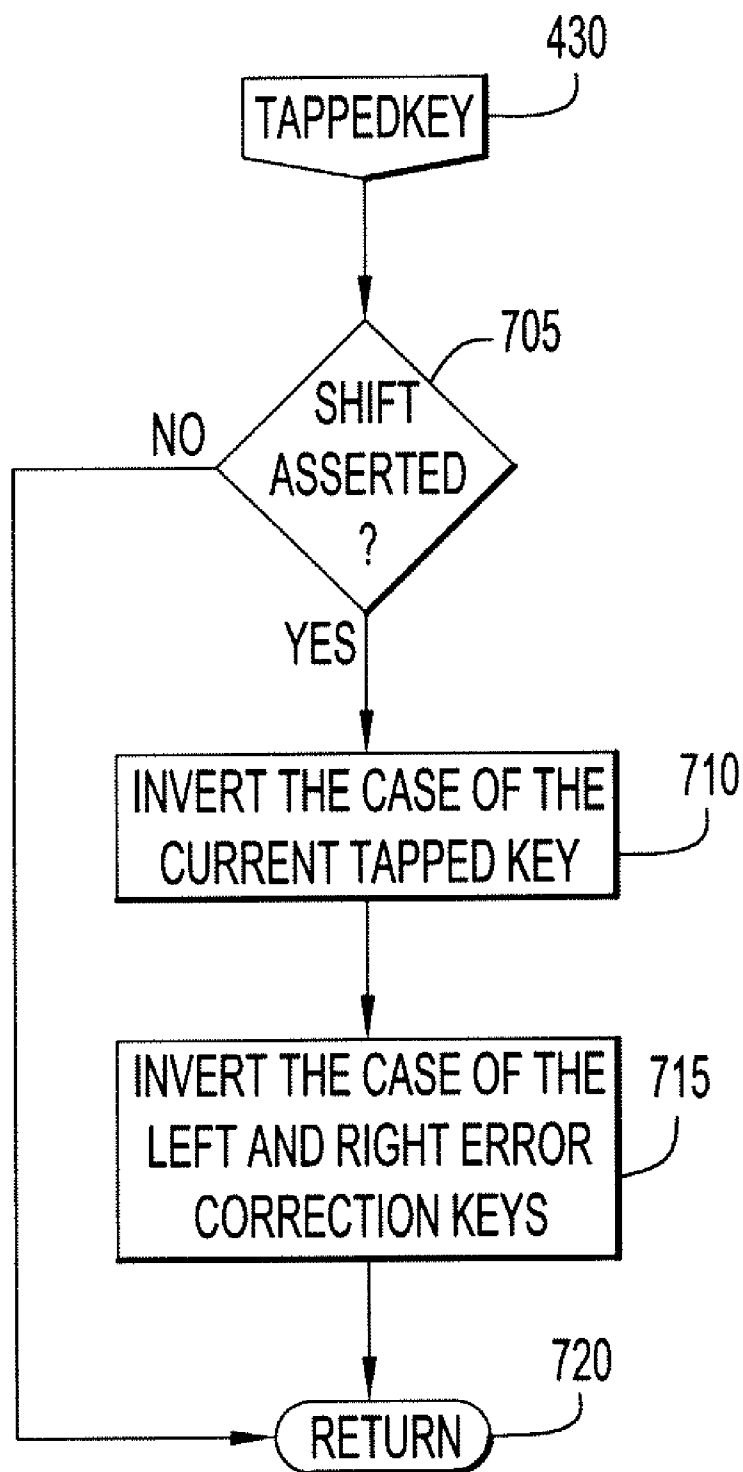 430
TAPPEDKEY
705
SHIFT
ASSERTED
?
NO
YES
INVERT THE CASE OF THE
CURRENT TAPPED KEY
710
INVERT THE CASE OF THE
LEFT AND RIGHT ERROR
CORRECTION KEYS
715
720
RETURN